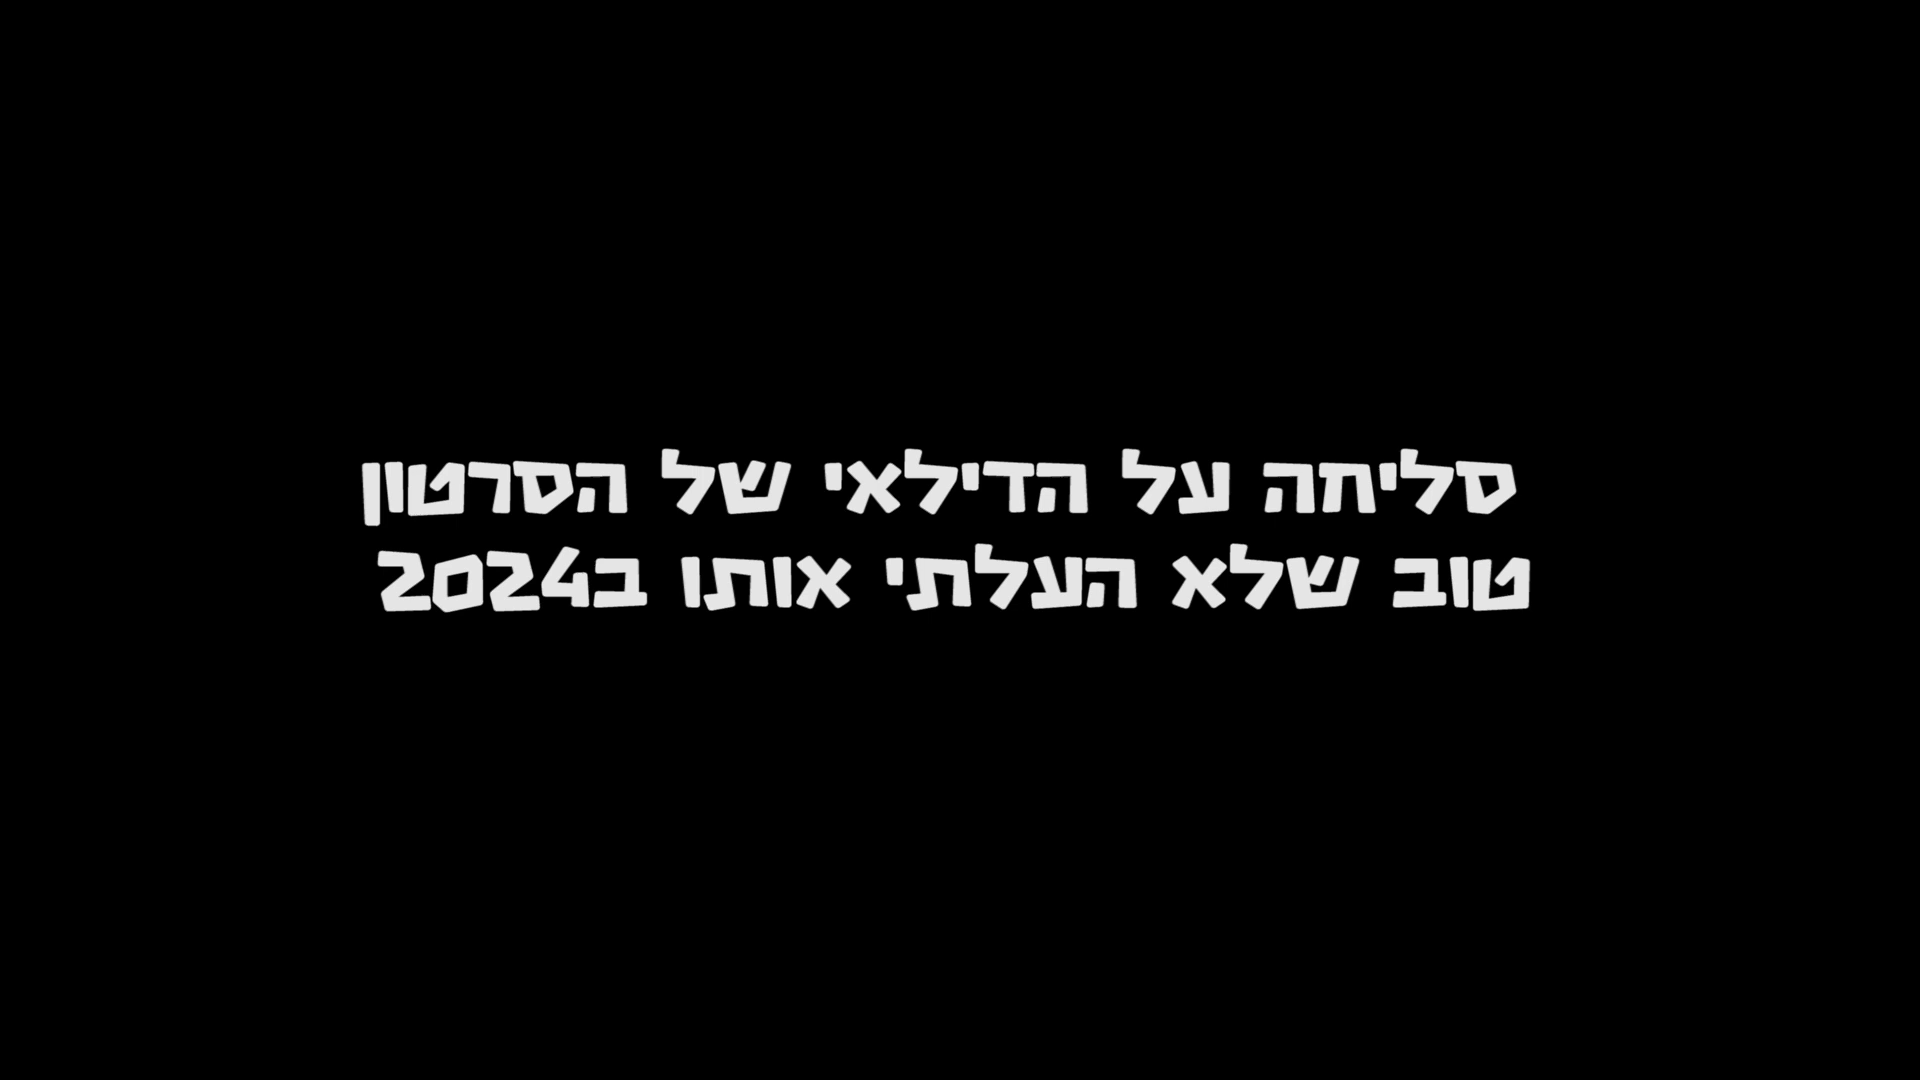 סליחה על הדילאי של הסרטון
טוב שלא העלתי אותו ב2024